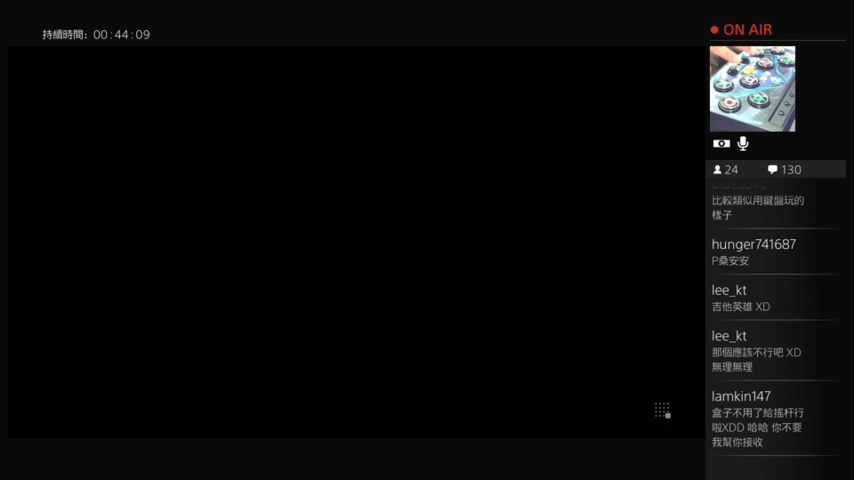 持續時間: 00:44:09
ON AIR
24 130
比較類似用鍵盤玩的
樣子
hunger741687
P桑安安
lee_kt
吉他英雄 XD
lee_kt
那個應該不行吧 XD
無理無理
lamkin147
盒子不用了給搖杆行
啦XDD 哈哈 你不要
我幫你接收